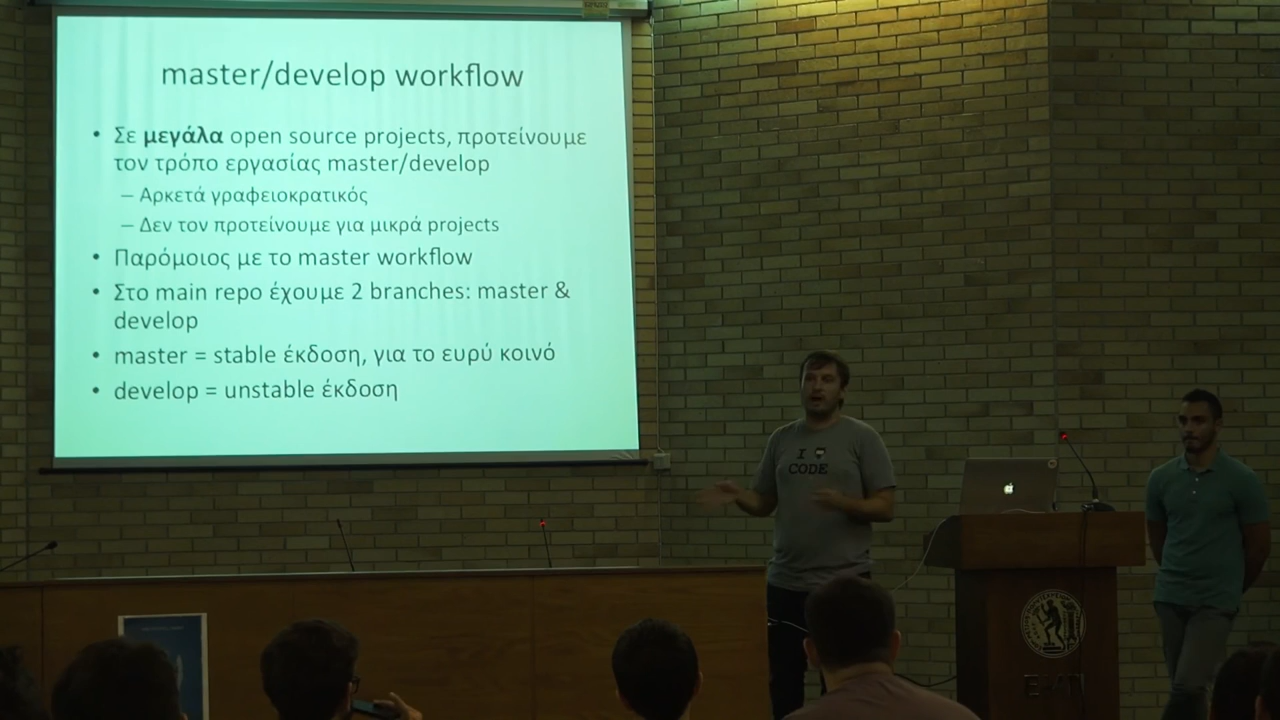 master/develop workflow
• Σε μεγάλα open source projects, προτείνουμε
τον τρόπο εργασίας master/develop
– Αρκετά γραφειοκρατικός
– Δεν τον προτείνουμε για μικρά projects
• Παρόμοιος με το master workflow
• Στο main repo έχουμε 2 branches: master &
develop
• master = stable έκδοση, για το ευρύ κοινό
• develop = unstable έκδοση
I
CODE
ΕΜΠ